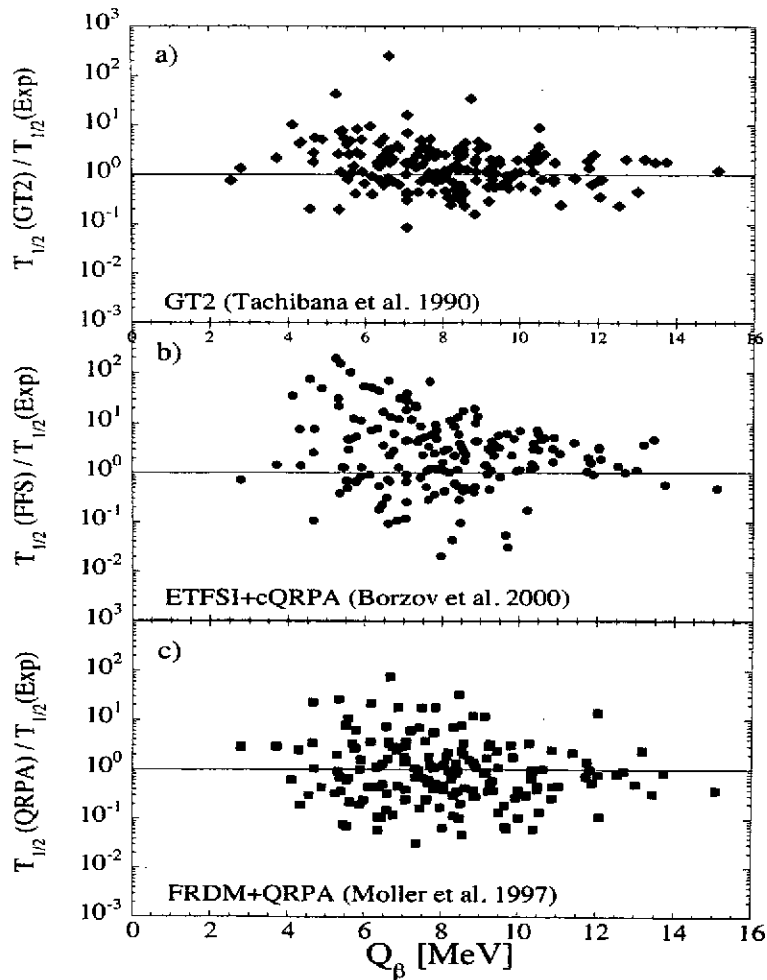 10³
a)
10²
10¹
10⁰
10⁻¹
10⁻²
10⁻³
T₁/₂ (GT2) / T₁/₂(Exp)
GT2 (Tachibana et al. 1990)
0 2 4 6 8 10 12 14 16
b)
10²
10¹
10⁰
10⁻¹
10⁻²
10³
T₁/₂ (FFS) / T₁/₂(Exp)
ETFSI+cQRPA (Borzov et al. 2000)
c)
10²
10¹
10⁰
10⁻¹
10⁻²
10⁻³
T₁/₂ (QRPA) / T₁/₂(Exp)
FRDM+QRPA (Moller et al. 1997)
0 2 4 6 8 10 12 14 16
Qβ [MeV]